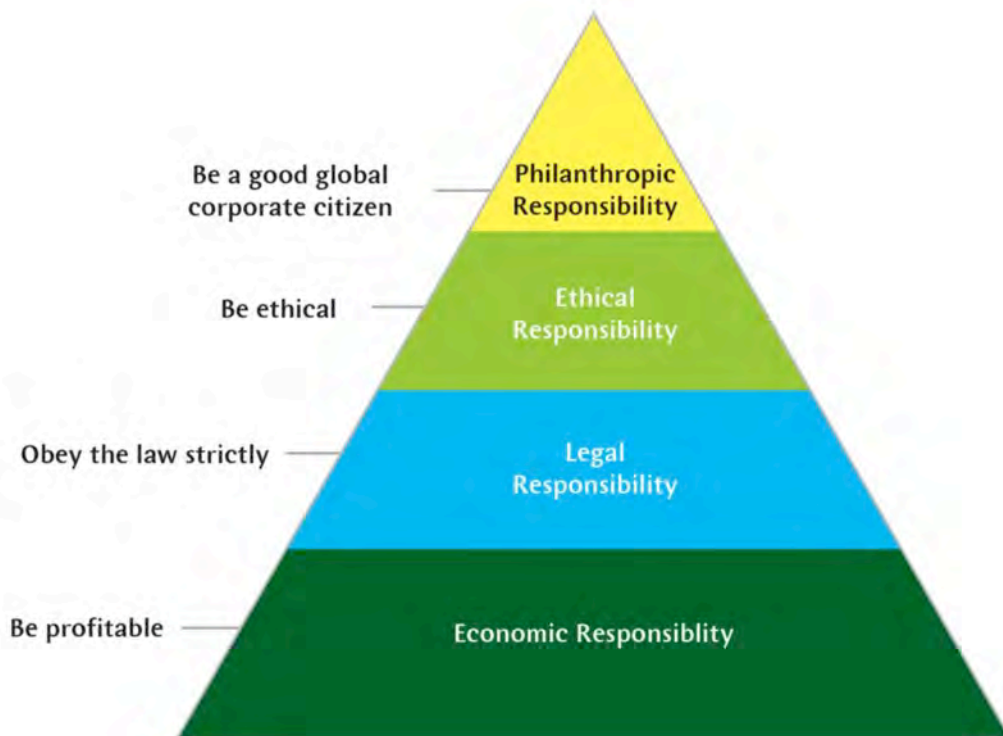 Be a good global
corporate citizen
Philanthropic
Responsibility
Be ethical
Ethical
Responsibility
Obey the law strictly
Legal
Responsibility
Be profitable
Economic Responsiblity